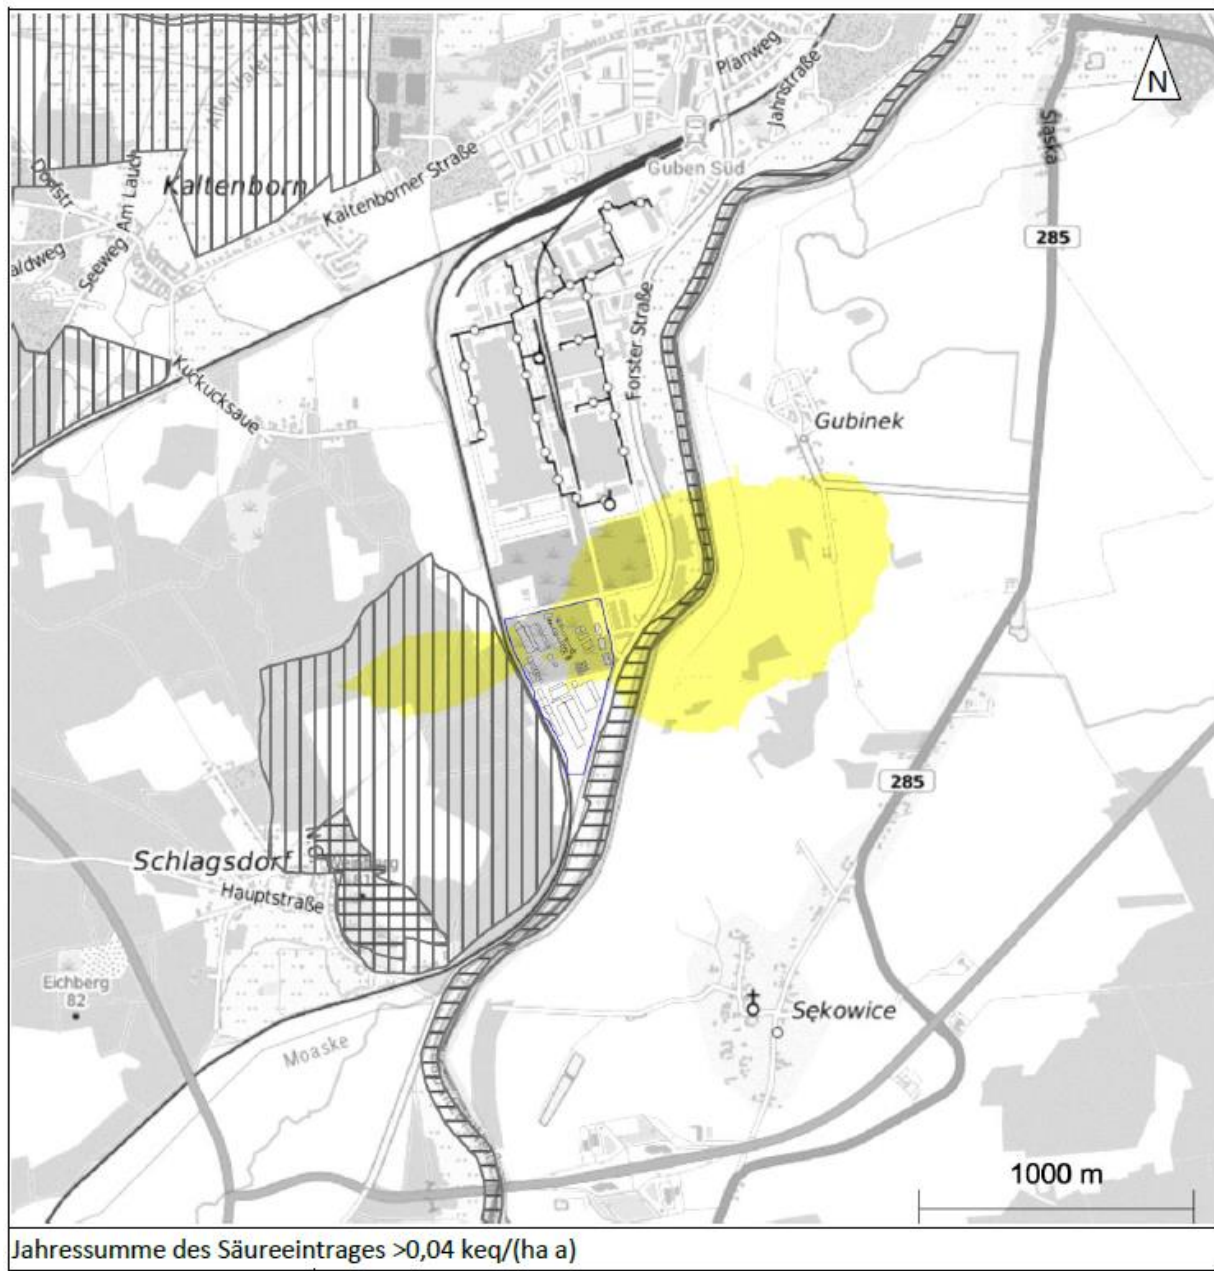 Planweg
Jahnstraße
N
Śląska
Guben Süd
Kaltenborner Straße
Kaltenborn
Dorfstr
Am Lauch
Seeweg
aldweg
285
Forster Straße
Kuckucksaue
Gubinek
285
Schlagsdorf
Hauptstraße
Eichberg
82
Sękowice
Moaske
1000 m
Jahressumme des Säureeintrages >0,04 keq/(ha a)